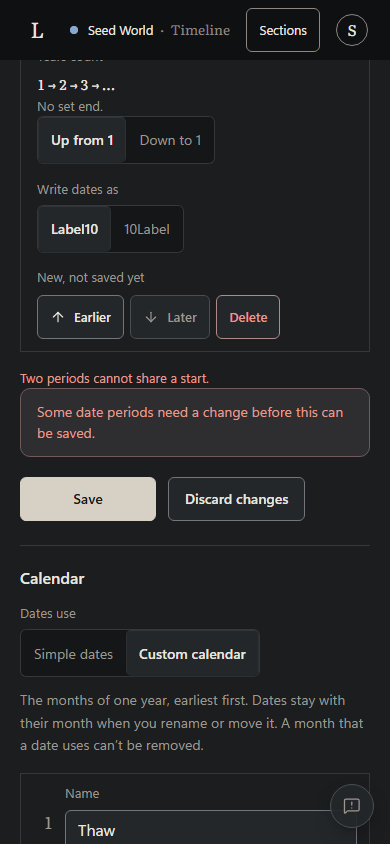 L
Seed World · Timeline
Sections
S
1 → 2 → 3 → …
No set end.
Up from 1
Down to 1
Write dates as
Label10
10Label
New, not saved yet
↑ Earlier
↓ Later
Delete
Two periods cannot share a start.
Some date periods need a change before this can
be saved.
Save
Discard changes
Calendar
Dates use
Simple dates
Custom calendar
The months of one year, earliest first. Dates stay with
their month when you rename or move it. A month that
a date uses can’t be removed.
Name
1
Thaw